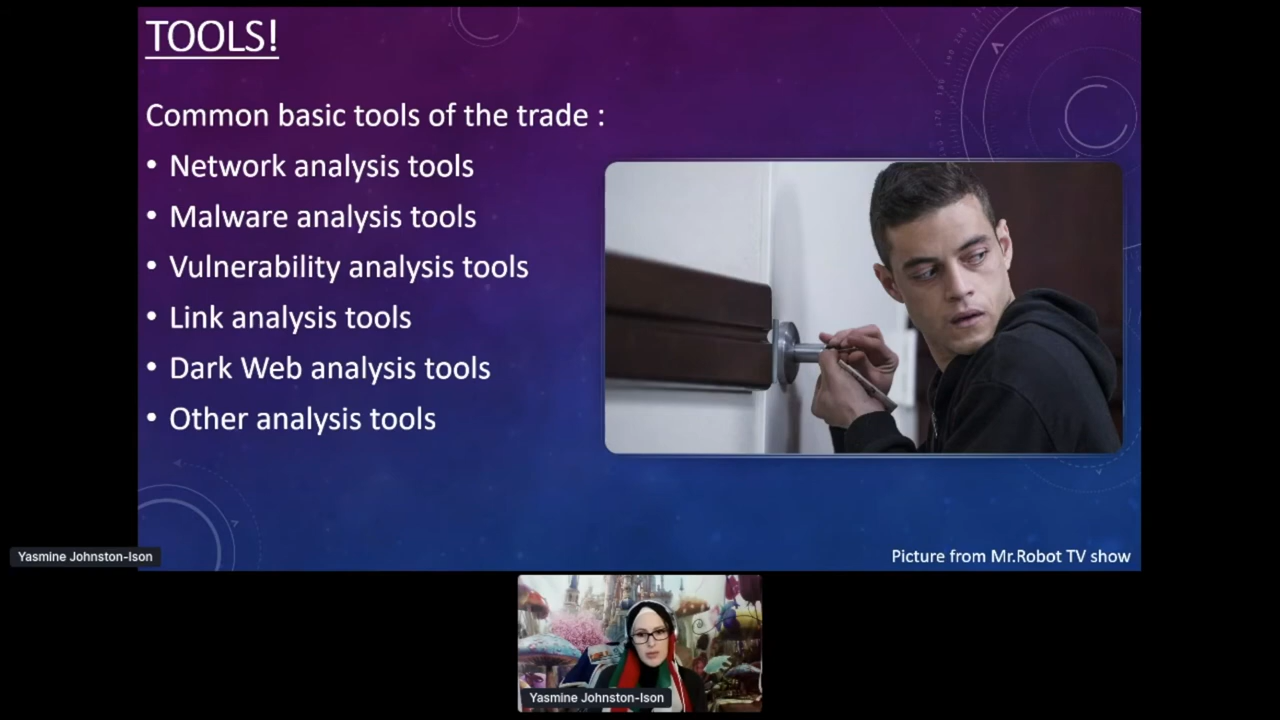 TOOLS!
Common basic tools of the trade :
• Network analysis tools
• Malware analysis tools
• Vulnerability analysis tools
• Link analysis tools
• Dark Web analysis tools
• Other analysis tools
Yasmine Johnston-Ison
Picture from Mr.Robot TV show
Yasmine Johnston-Ison